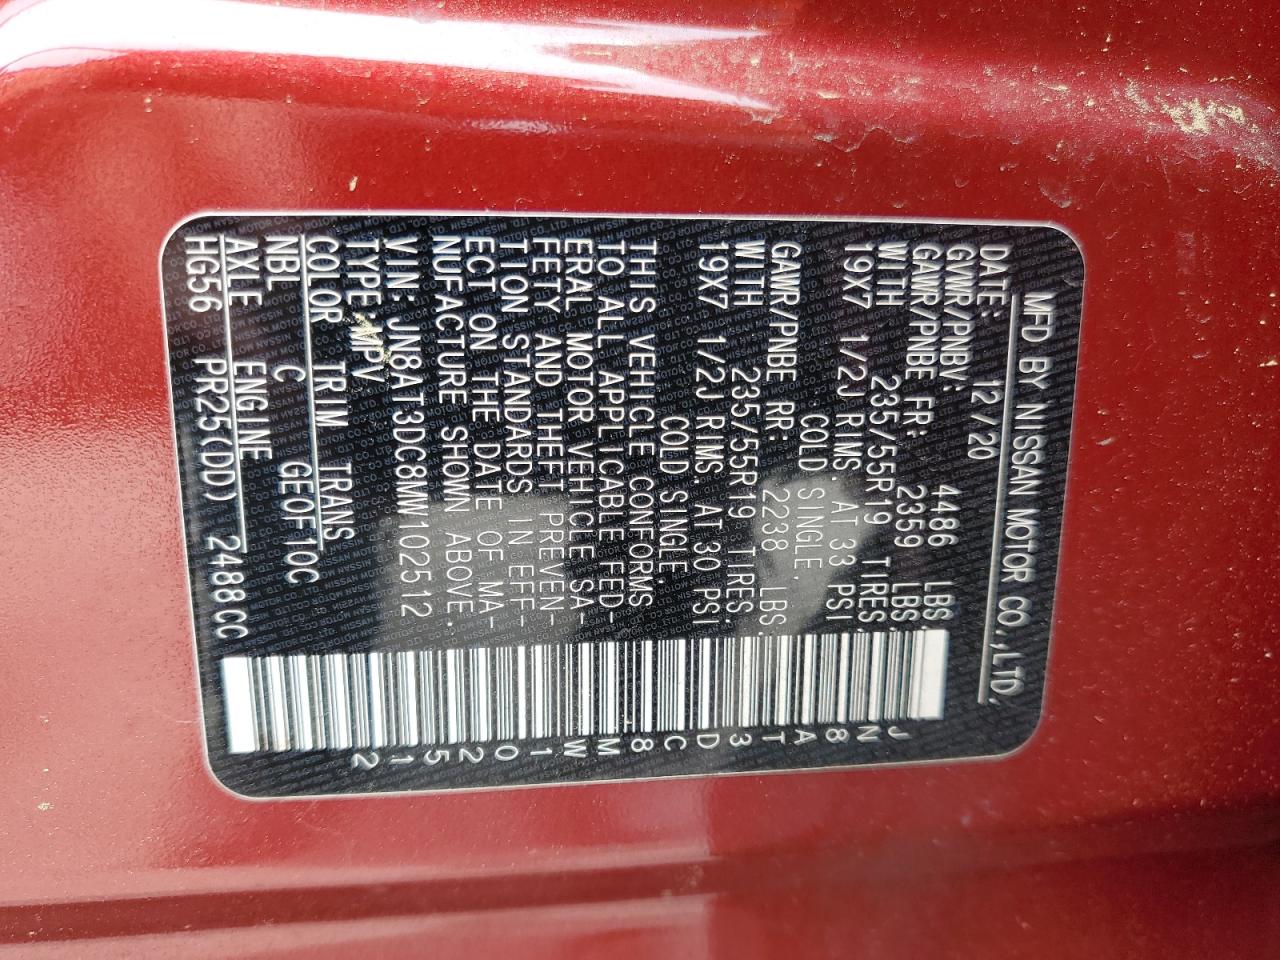 MFD BY NISSAN MOTOR CO.,LTD.
DATE: 12/20
GVWR/PNBV: 4486 LBS
GAWR/PNBE FR: 2359 LBS.
WITH 235/55R19 TIRES,
19X7 1/2J RIMS, AT 33 PSI
COLD SINGLE.
GAWR/PNBE RR: 2238 LBS.
WITH 235/55R19 TIRES,
19X7 1/2J RIMS, AT 30 PSI
COLD SINGLE.
THIS VEHICLE CONFORMS
TO ALL APPLICABLE FED-
ERAL MOTOR VEHICLE SA-
FETY AND THEFT PREVEN-
TION STANDARDS IN EFF-
ECT ON THE DATE OF MA-
NUFACTURE SHOWN ABOVE.
VIN: JN8AT3DC8MW102512
TYPE:MPV
COLOR TRIM TRANS
NBL C GEOF10C
AXLE ENGINE
HG56 PR25(DD) 2488CC
JN8AT3DC8MW102512